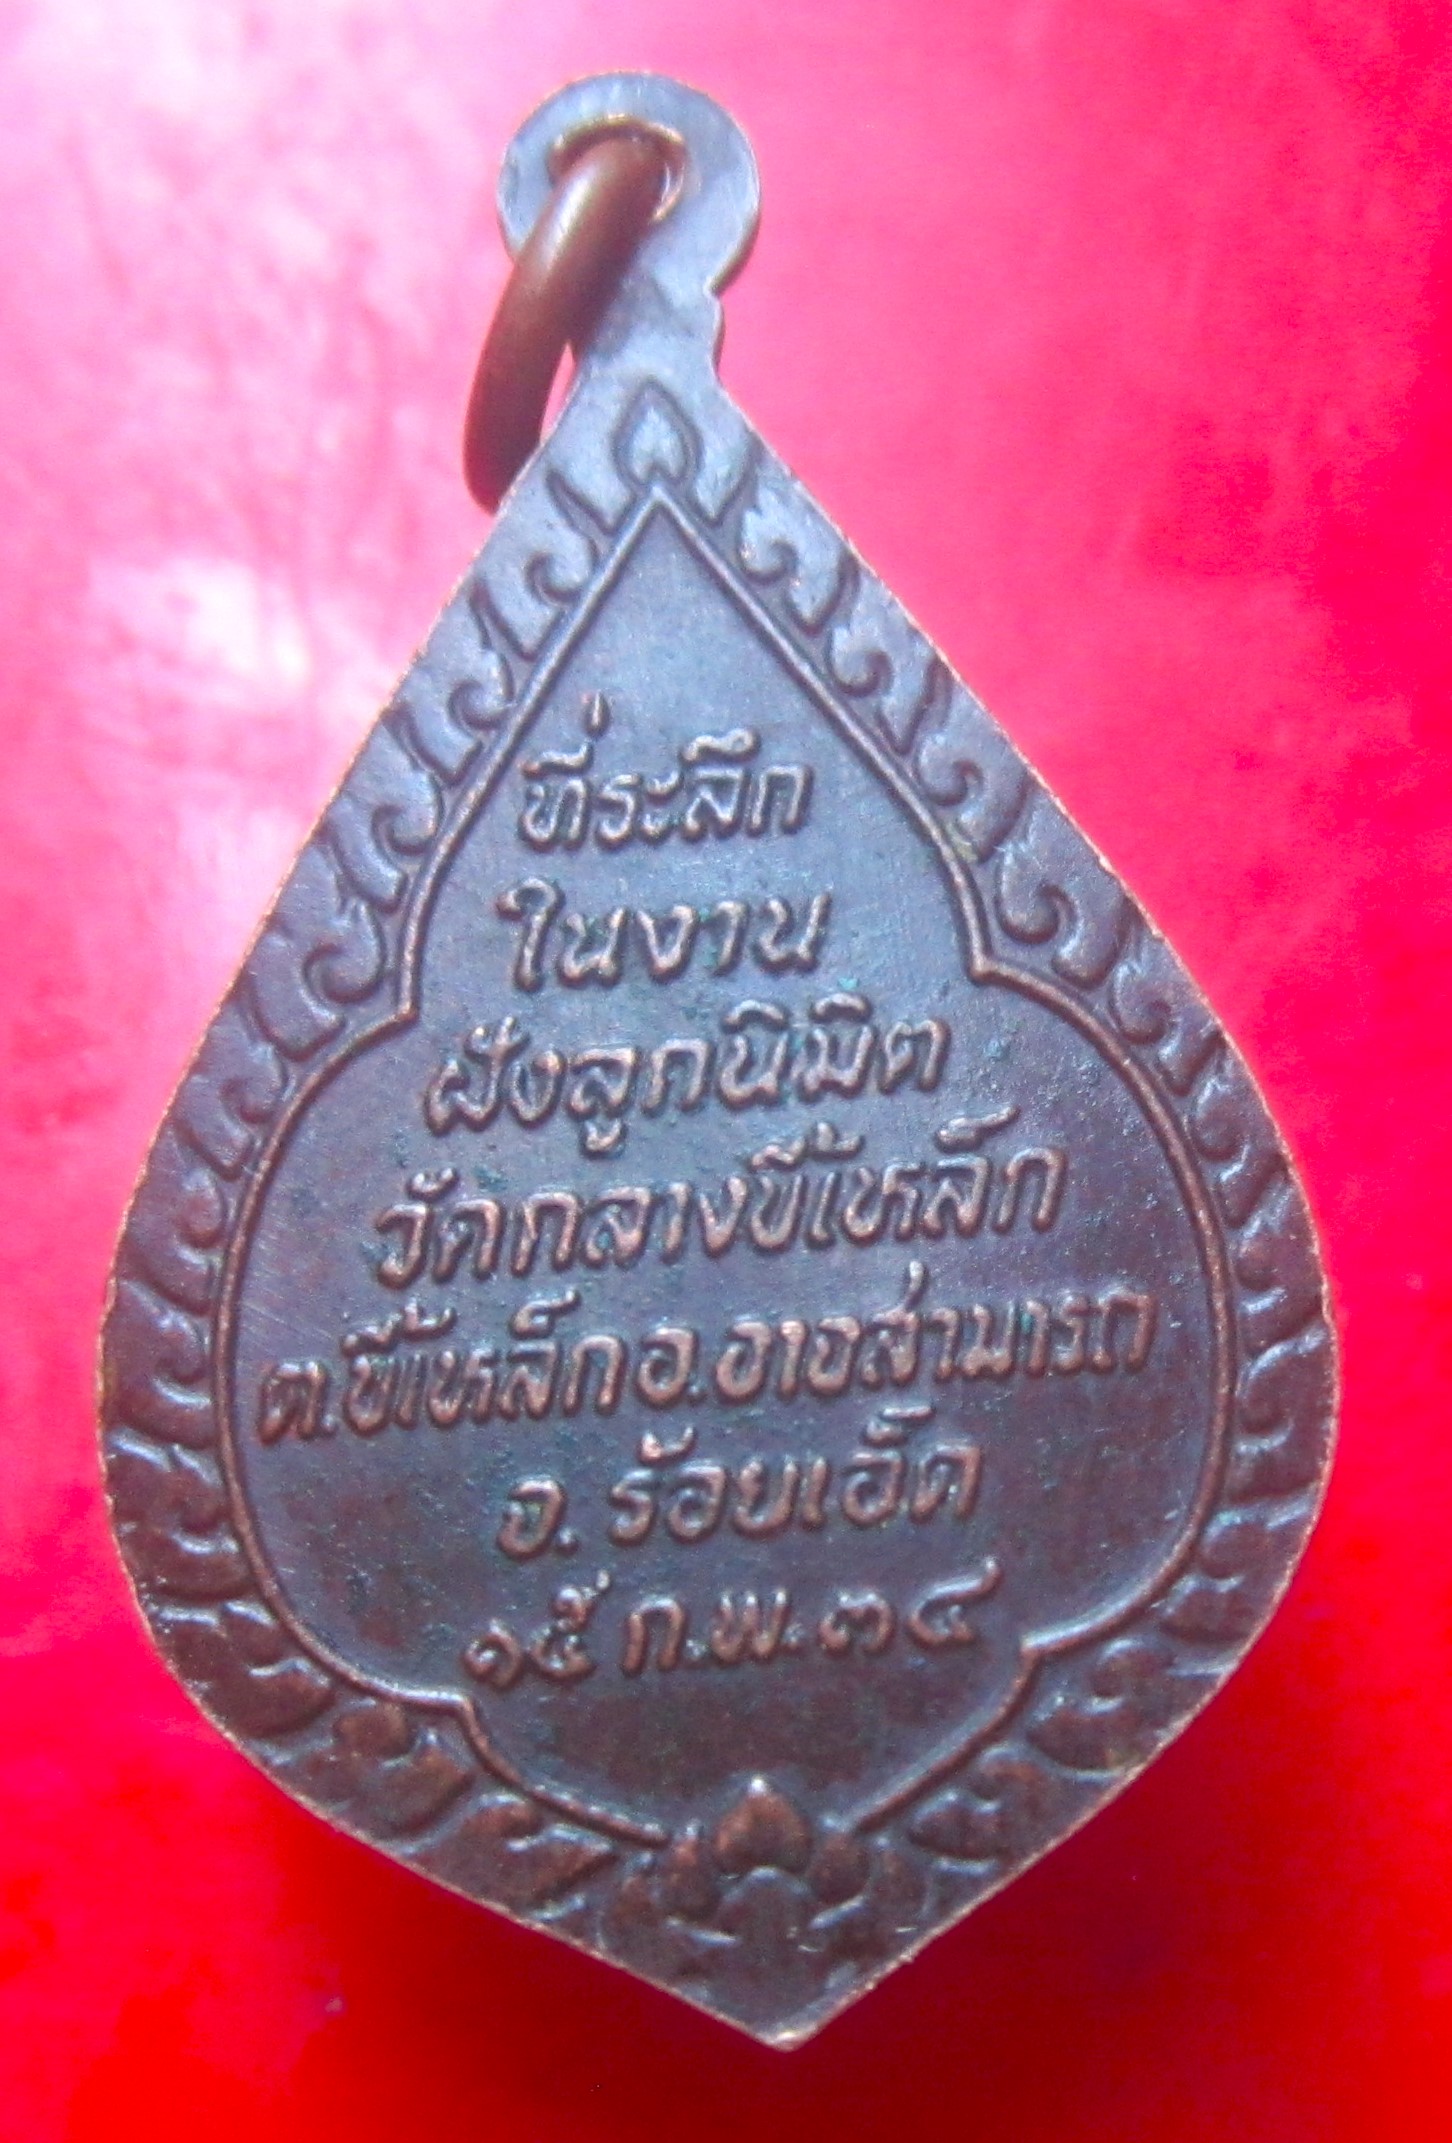 ที่ระลึก
ในงาน
ฝังลูกนิมิต
วัดกลางขี้เหล็ก
ต.ขี้เหล็ก อ.อาจสามารถ
จ.ร้อยเอ็ด
๑๕ ก.พ. ๓๔